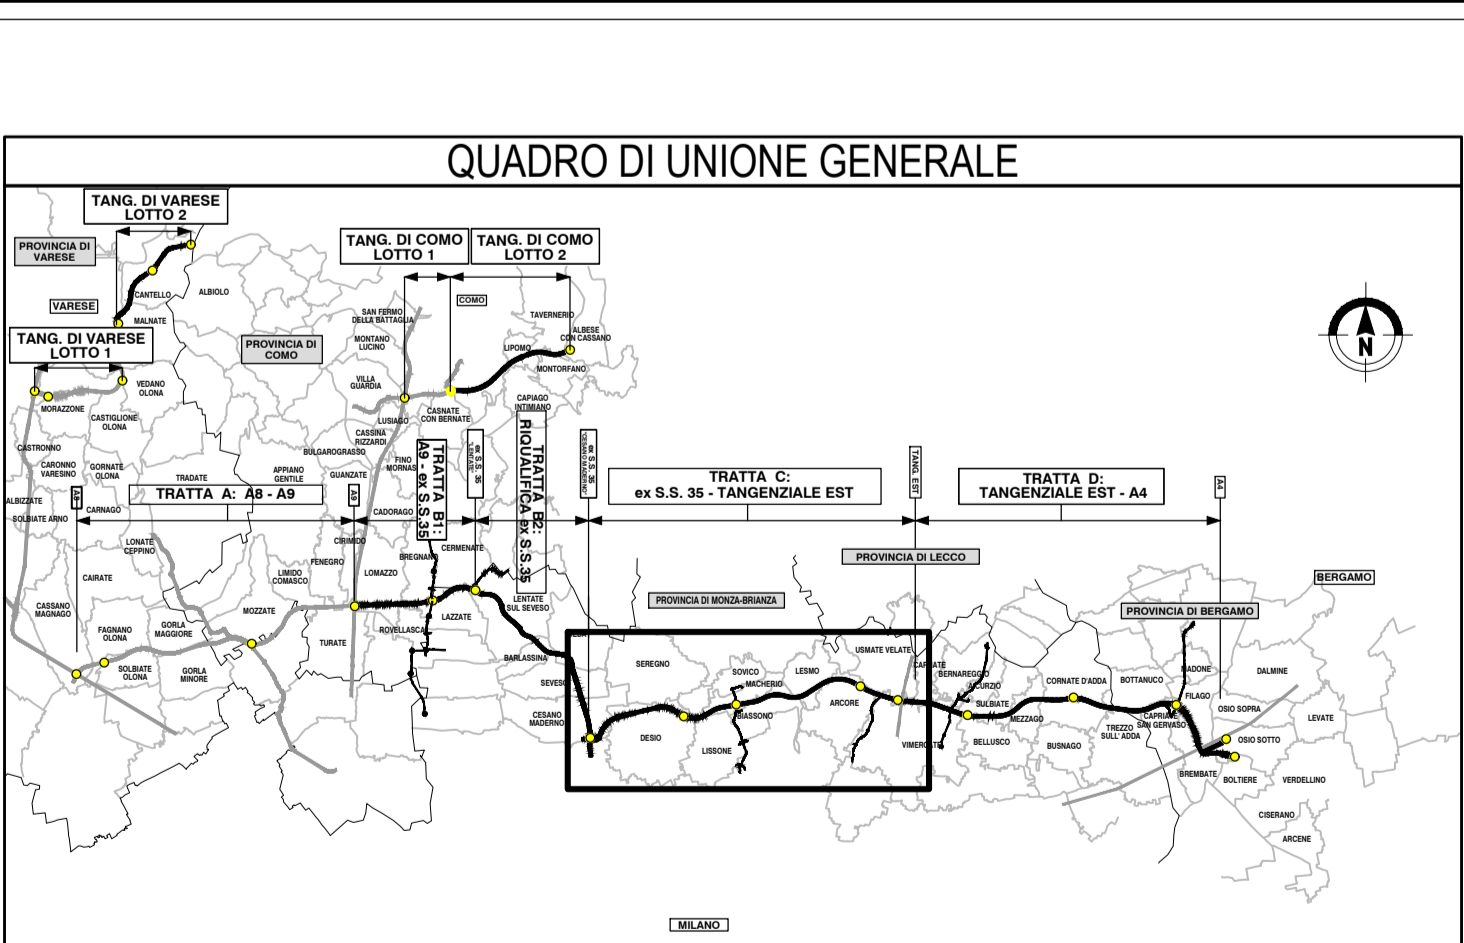 QUADRO DI UNIONE GENERALE
TANG. DI VARESE
LOTTO 2
PROVINCIA DI
VARESE
TANG. DI COMO
LOTTO 1
TANG. DI COMO
LOTTO 2
CANTELLO
ALBIOLO
VARESE
MALNATE
COMO
SAN FERMO
DELLA BATTAGLIA
TAVERNERIO
ALBESE
CON CASSANO
TANG. DI VARESE
LOTTO 1
PROVINCIA DI
COMO
MONTANO
LUCINO
LIPOMO
MONTORFANO
N
VEDANO
OLONA
VILLA
GUARDIA
MORAZZONE
CASTIGLIONE
OLONA
LUSIAGO
CASNATE
CON BERNATE
CAPIAGO
INTIMIANO
CASSINA
RIZZARDI
CASTRONNO
BULGAROGRASSO
CARONNO
VARESINO
GORNATE
OLONA
TRADATE
APPIANO
GENTILE
GUANZATE
FINO
MORNAS
A9 - ex S.S.35
TRATTA B1:
ex S.S. 35
"LENTATE"
RIQUALIFICA ex S.S.35
TRATTA B2:
ex S.S. 35
"CESANO MADERNO"
TRATTA C:
ex S.S. 35 - TANGENZIALE EST
TANG. EST
TRATTA D:
TANGENZIALE EST - A4
A4
ALBIZZATE
A8
TRATTA A: A8 - A9
A9
SOLBIATE ARNO
CARNAGO
CADORAGO
LONATE
CEPPINO
CIRIMIDO
FENEGRO
BREGNANO
CERMENATE
PROVINCIA DI LECCO
CAIRATE
LIMIDO
COMASCO
LOMAZZO
BERGAMO
CASSANO
MAGNAGO
MOZZATE
LAZZATE
LENTATE
SUL SEVESO
PROVINCIA DI MONZA-BRIANZA
PROVINCIA DI BERGAMO
FAGNANO
OLONA
GORLA
MAGGIORE
ROVELLASCA
TURATE
SOLBIATE
OLONA
GORLA
MINORE
BARLASSINA
SEREGNO
SOVICO
MACHERIO
LESMO
USMATE VELATE
CARNATE
BERNAREGGIO
AICURZIO
CORNATE D'ADDA
BOTTANUCO
MADONE
DALMINE
SEVESO
CESANO
MADERNO
DESIO
BIASSONO
LISSONE
ARCORE
VIMERCATE
SULBIATE
MEZZAGO
BELLUSCO
BUSNAGO
TREZZO
SULL' ADDA
CAPRIATE
SAN GERVASO
FILAGO
OSIO SOPRA
LEVATE
OSIO SOTTO
BREMBATE
BOLTIERE
VERDELLINO
CISERANO
ARCENE
MILANO